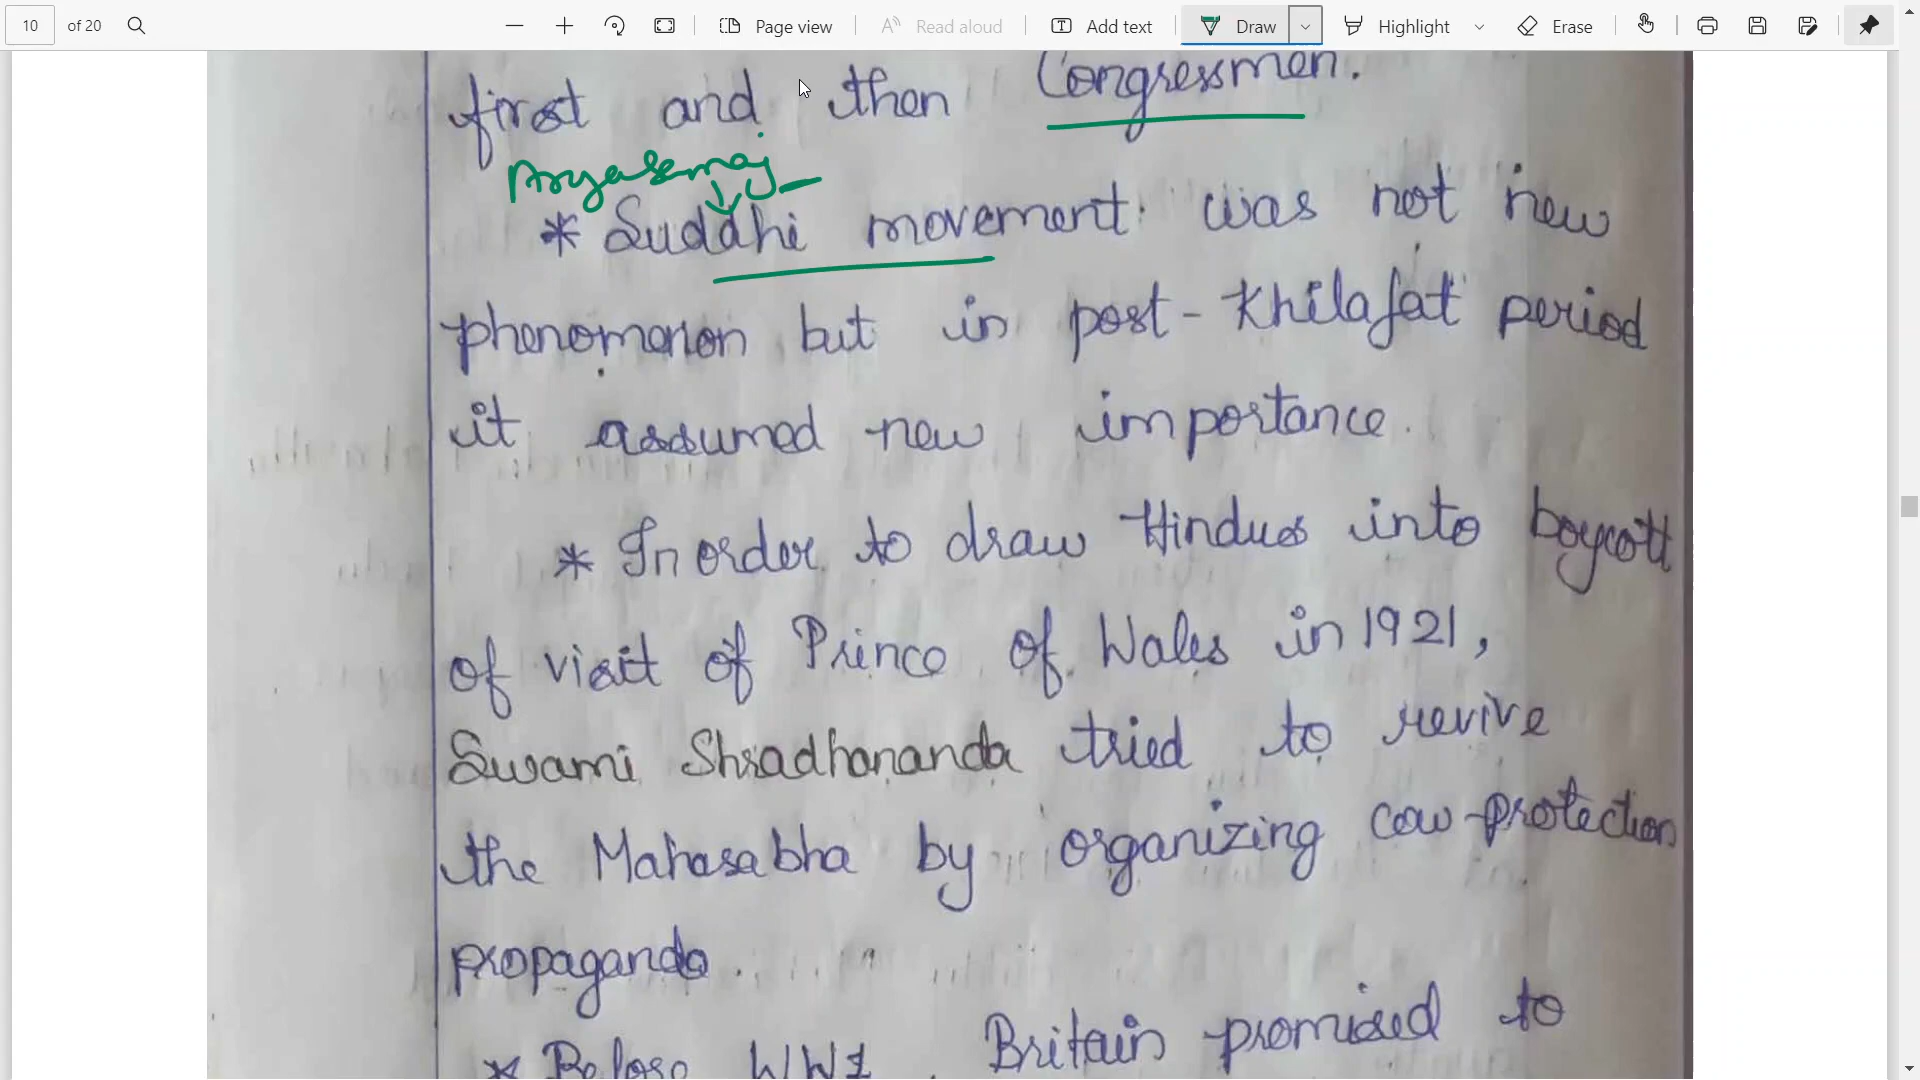 10 of 20 Page view Read aloud Add text Draw Highlight Erase
first and then Congressmen.
Aryasamaj
* Suddhi movement was not new
phenomenon but in post-Khilafat period
it assumed new importance.
* In order to draw Hindus into boycott
of visit of Prince of Wales in 1921,
Swami Shradhananda tried to revive
the Mahasabha by organizing cow-protection
propaganda.
* Before WW1, Britain promised to